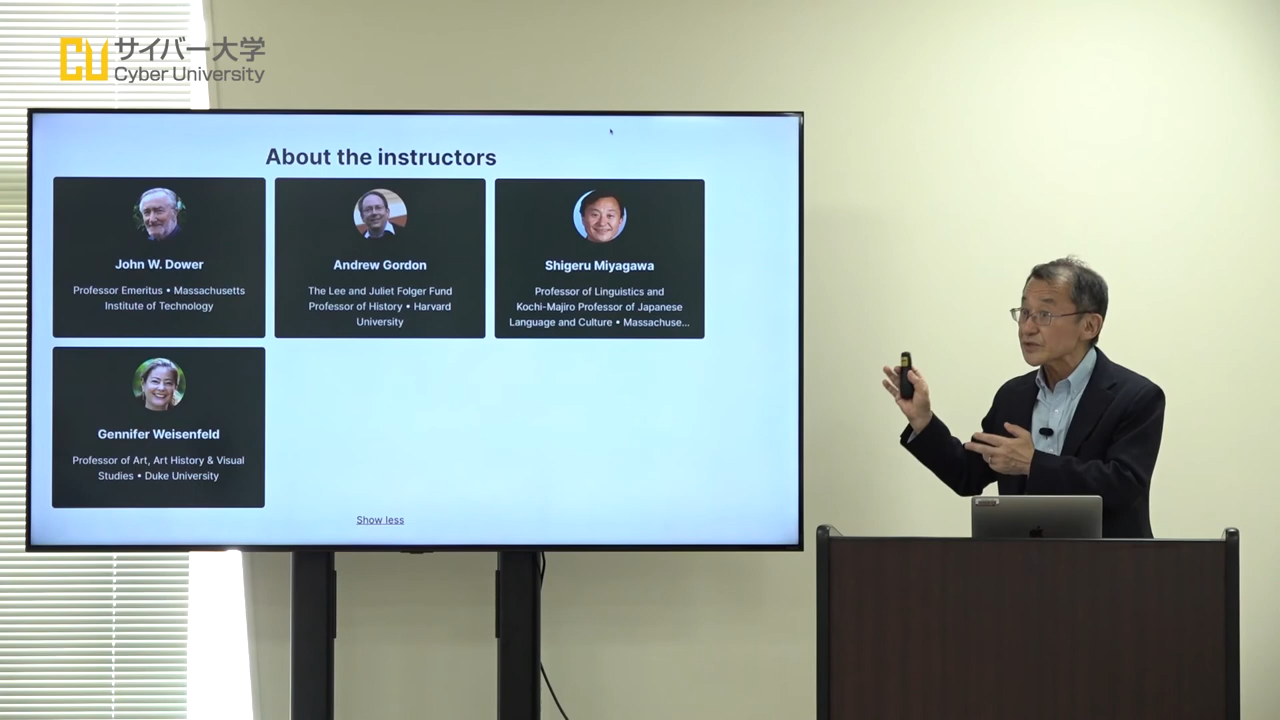 サイバー大学
Cyber University
About the instructors
John W. Dower
Professor Emeritus • Massachusetts
Institute of Technology
Andrew Gordon
The Lee and Juliet Folger Fund
Professor of History • Harvard
University
Shigeru Miyagawa
Professor of Linguistics and
Kochi-Majiro Professor of Japanese
Language and Culture • Massachuse...
Gennifer Weisenfeld
Professor of Art, Art History & Visual
Studies • Duke University
Show less